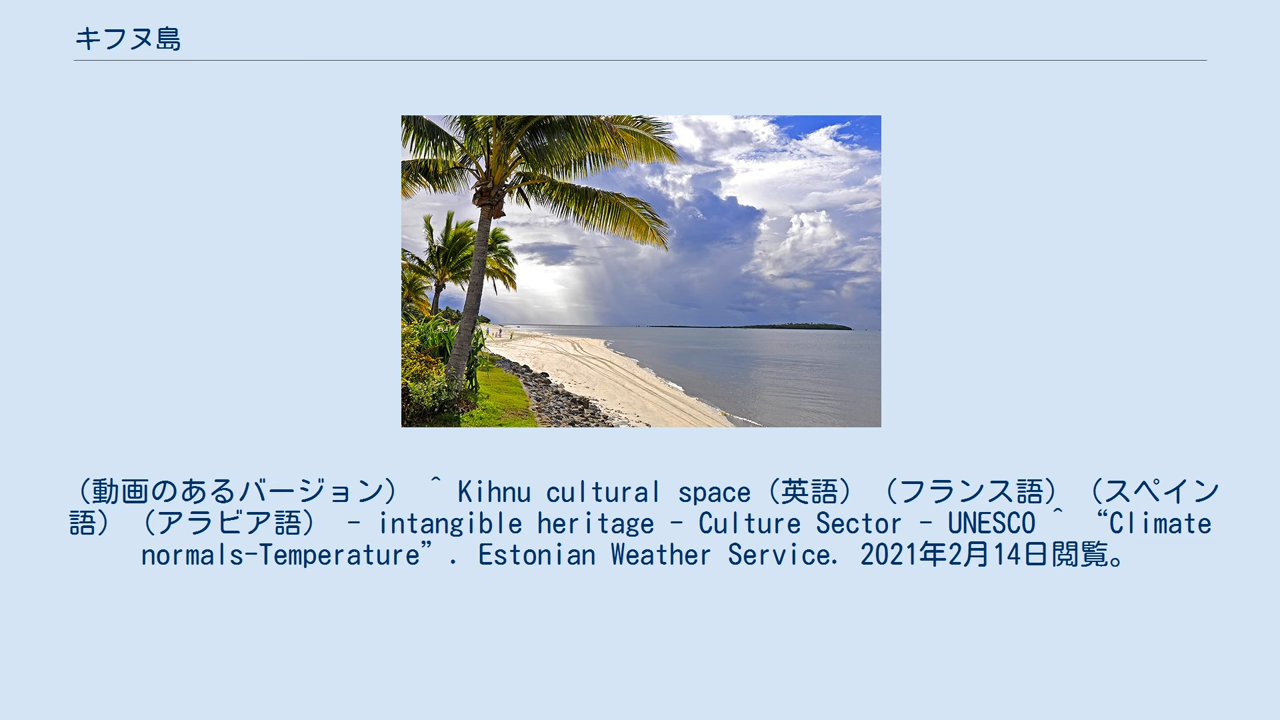 キフヌ島
（動画のあるバージョン） ^ Kihnu cultural space（英語）（フランス語）（スペイン
語）（アラビア語） - intangible heritage - Culture Sector - UNESCO ^ “Climate
normals-Temperature”. Estonian Weather Service. 2021年2月14日閲覧。